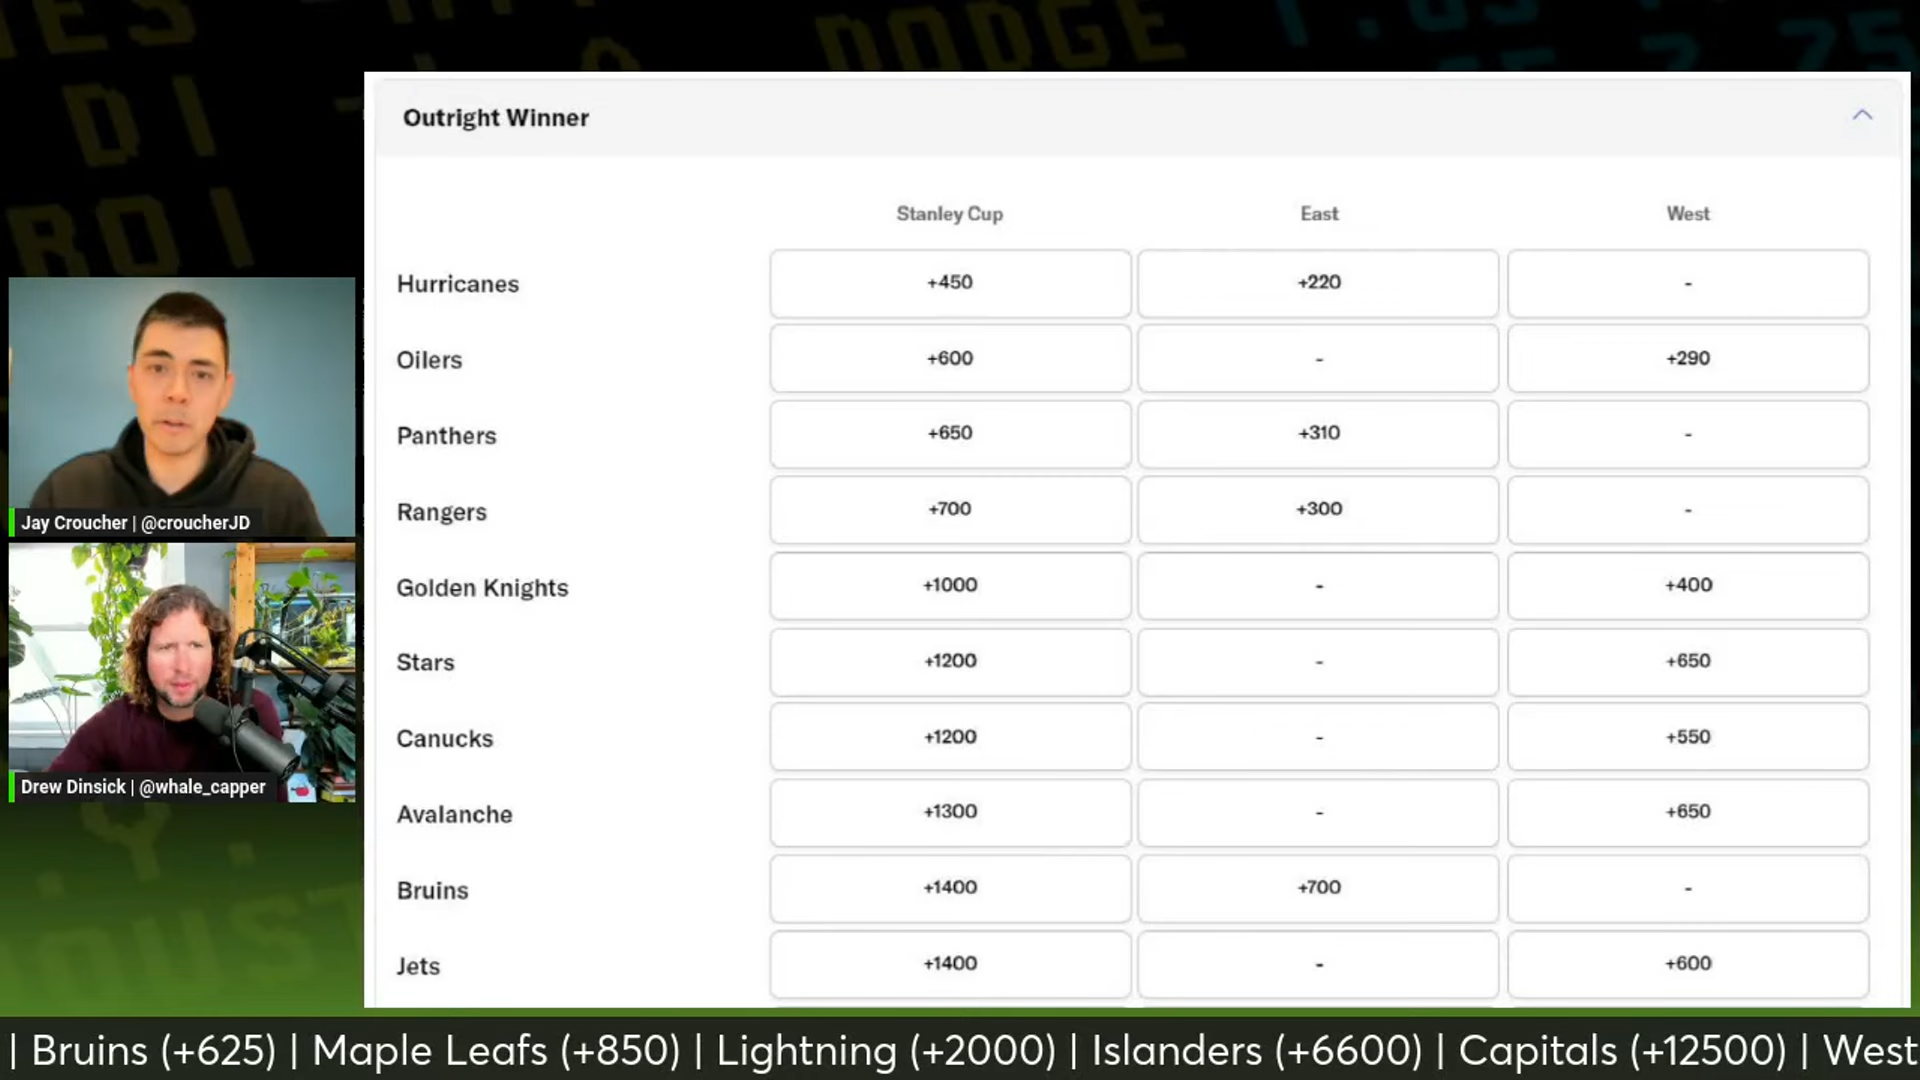 DODGE
DI
Outright Winner
Stanley Cup East West
Hurricanes +450 +220 -
Oilers +600 - +290
Panthers +650 +310 -
Rangers +700 +300 -
Golden Knights +1000 - +400
Stars +1200 - +650
Canucks +1200 - +550
Avalanche +1300 - +650
Bruins +1400 +700 -
Jets +1400 - +600
Jay Croucher | @croucherJD
Drew Dinsick | @whale_capper
| Bruins (+625) | Maple Leafs (+850) | Lightning (+2000) | Islanders (+6600) | Capitals (+12500) | West